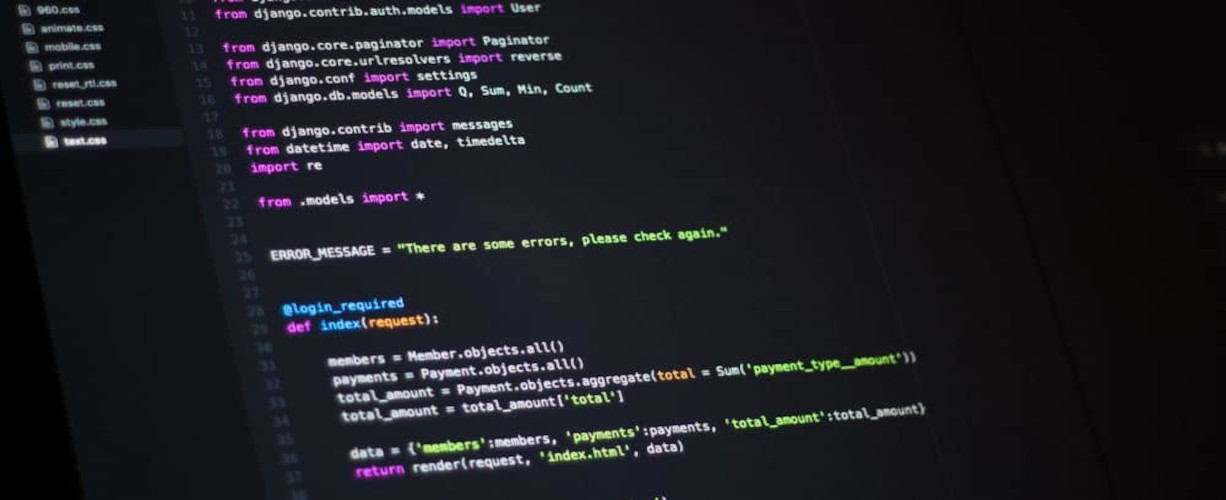 960.css
animate.css
mobile.css
print.css
reset_rtl.css
reset.css
style.css
text.css
11 from django.contrib.auth.models import User
12
13 from django.core.paginator import Paginator
14 from django.core.urlresolvers import reverse
15 from django.conf import settings
16 from django.db.models import Q, Sum, Min, Count
17
18 from django.contrib import messages
19 from datetime import date, timedelta
20 import re
21
22 from .models import *
23
24
25 ERROR_MESSAGE = "There are some errors, please check again."
26
27
28 @login_required
29 def index(request):
30
31 members = Member.objects.all()
32 payments = Payment.objects.all()
33 total_amount = Payment.objects.aggregate(total = Sum('payment_type__amount'))
34 total_amount = total_amount['total']
35
36 data = {'members':members, 'payments':payments, 'total_amount':total_amount}
37 return render(request, 'index.html', data)
38